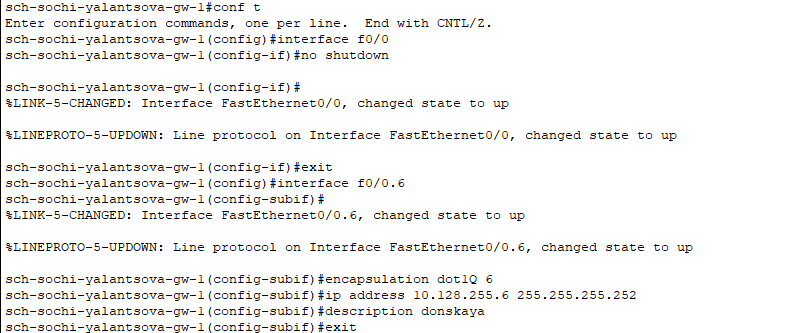 sch-sochi-yalantsova-gw-1#conf t
Enter configuration commands, one per line.  End with CNTL/Z.
sch-sochi-yalantsova-gw-1(config)#interface f0/0
sch-sochi-yalantsova-gw-1(config-if)#no shutdown
sch-sochi-yalantsova-gw-1(config-if)#
%LINK-5-CHANGED: Interface FastEthernet0/0, changed state to up
%LINEPROTO-5-UPDOWN: Line protocol on Interface FastEthernet0/0, changed state to up
sch-sochi-yalantsova-gw-1(config-if)#exit
sch-sochi-yalantsova-gw-1(config)#interface f0/0.6
sch-sochi-yalantsova-gw-1(config-subif)#
%LINK-5-CHANGED: Interface FastEthernet0/0.6, changed state to up
%LINEPROTO-5-UPDOWN: Line protocol on Interface FastEthernet0/0.6, changed state to up
sch-sochi-yalantsova-gw-1(config-subif)#encapsulation dot1Q 6
sch-sochi-yalantsova-gw-1(config-subif)#ip address 10.128.255.6 255.255.255.252
sch-sochi-yalantsova-gw-1(config-subif)#description donskaya
sch-sochi-yalantsova-gw-1(config-subif)#exit